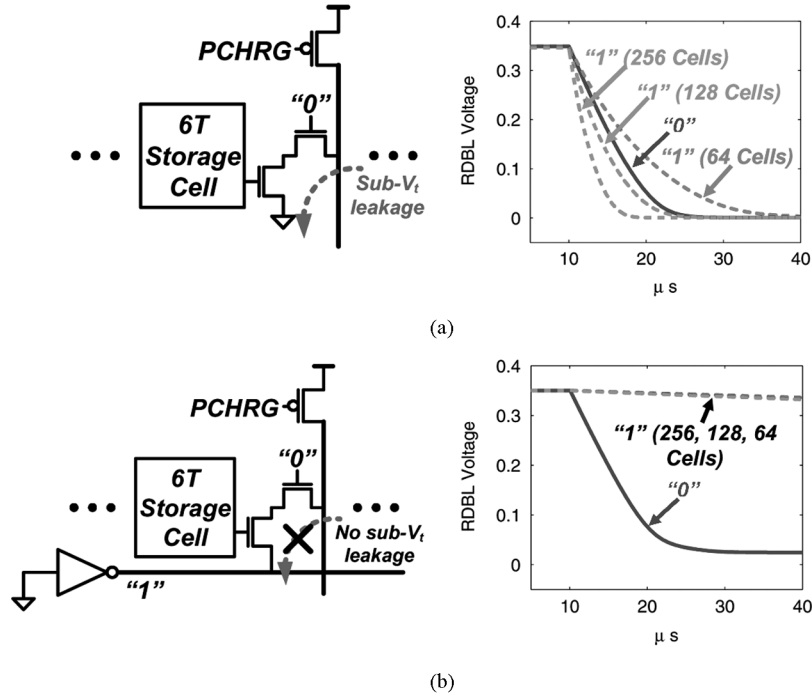 PCHRG
"0"
6T
Storage
Cell
Sub-Vt
leakage
RDBL Voltage
0.4
0.3
0.2
0.1
0
10
20
30
40
μ s
"1" (256 Cells)
"1" (128 Cells)
"0"
"1" (64 Cells)
(a)
PCHRG
"0"
6T
Storage
Cell
No sub-Vt
leakage
"1"
RDBL Voltage
0.4
0.3
0.2
0.1
0
10
20
30
40
μ s
"1" (256, 128, 64
Cells)
"0"
(b)